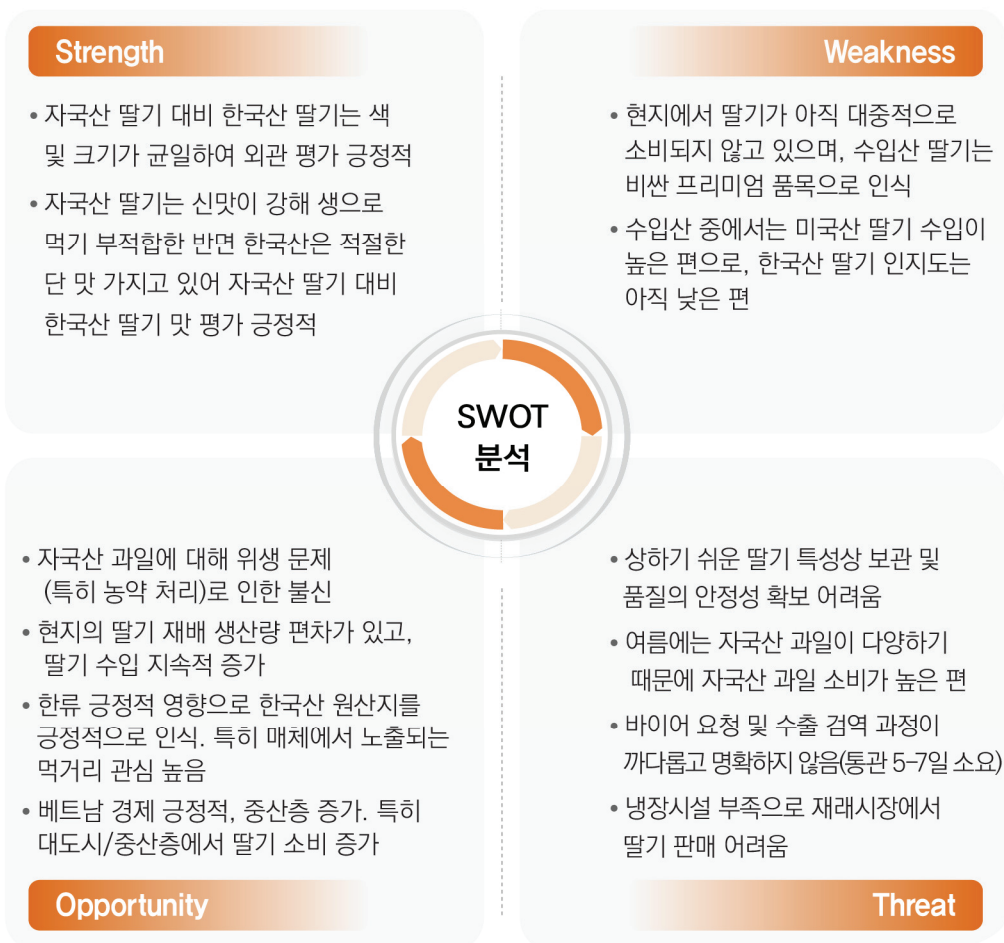 Strength
• 자국산 딸기 대비 한국산 딸기는 색
및 크기가 균일하여 외관 평가 긍정적
• 자국산 딸기는 신맛이 강해 생으로
먹기 부적합한 반면 한국산은 적절한
단 맛 가지고 있어 자국산 딸기 대비
한국산 딸기 맛 평가 긍정적
Weakness
• 현지에서 딸기가 아직 대중적으로
소비되지 않고 있으며, 수입산 딸기는
비싼 프리미엄 품목으로 인식
• 수입산 중에서는 미국산 딸기 수입이
높은 편으로, 한국산 딸기 인지도는
아직 낮은 편
SWOT
분석
• 자국산 과일에 대해 위생 문제
(특히 농약 처리)로 인한 불신
• 현지의 딸기 재배 생산량 편차가 있고,
딸기 수입 지속적 증가
• 한류 긍정적 영향으로 한국산 원산지를
긍정적으로 인식. 특히 매체에서 노출되는
먹거리 관심 높음
• 베트남 경제 긍정적, 중산층 증가. 특히
대도시/중산층에서 딸기 소비 증가
Opportunity
• 상하기 쉬운 딸기 특성상 보관 및
품질의 안정성 확보 어려움
• 여름에는 자국산 과일이 다양하기
때문에 자국산 과일 소비가 높은 편
• 바이어 요청 및 수출 검역 과정이
까다롭고 명확하지 않음(통관 5-7일 소요)
• 냉장시설 부족으로 재래시장에서
딸기 판매 어려움
Threat